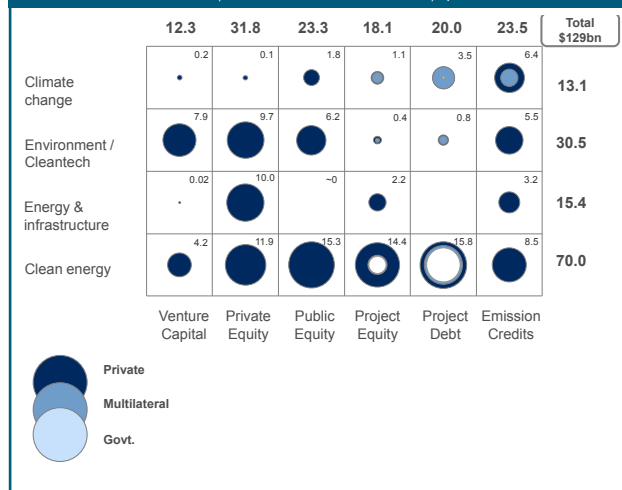 12.3 31.8 23.3 18.1 20.0 23.5 Total
$129bn
0.2 0.1 1.8 1.1 3.5 6.4
Climate
change
13.1
7.9 9.7 6.2 0.4 0.8 5.5
Environment /
Cleantech
30.5
0.02 10.0 ~0 2.2 3.2
Energy &
infrastructure
15.4
4.2 11.9 15.3 14.4 15.8 8.5
Clean energy
70.0
Venture Private Public Project Project Emission
Capital Equity Equity Equity Debt Credits
Private
Multilateral
Govt.